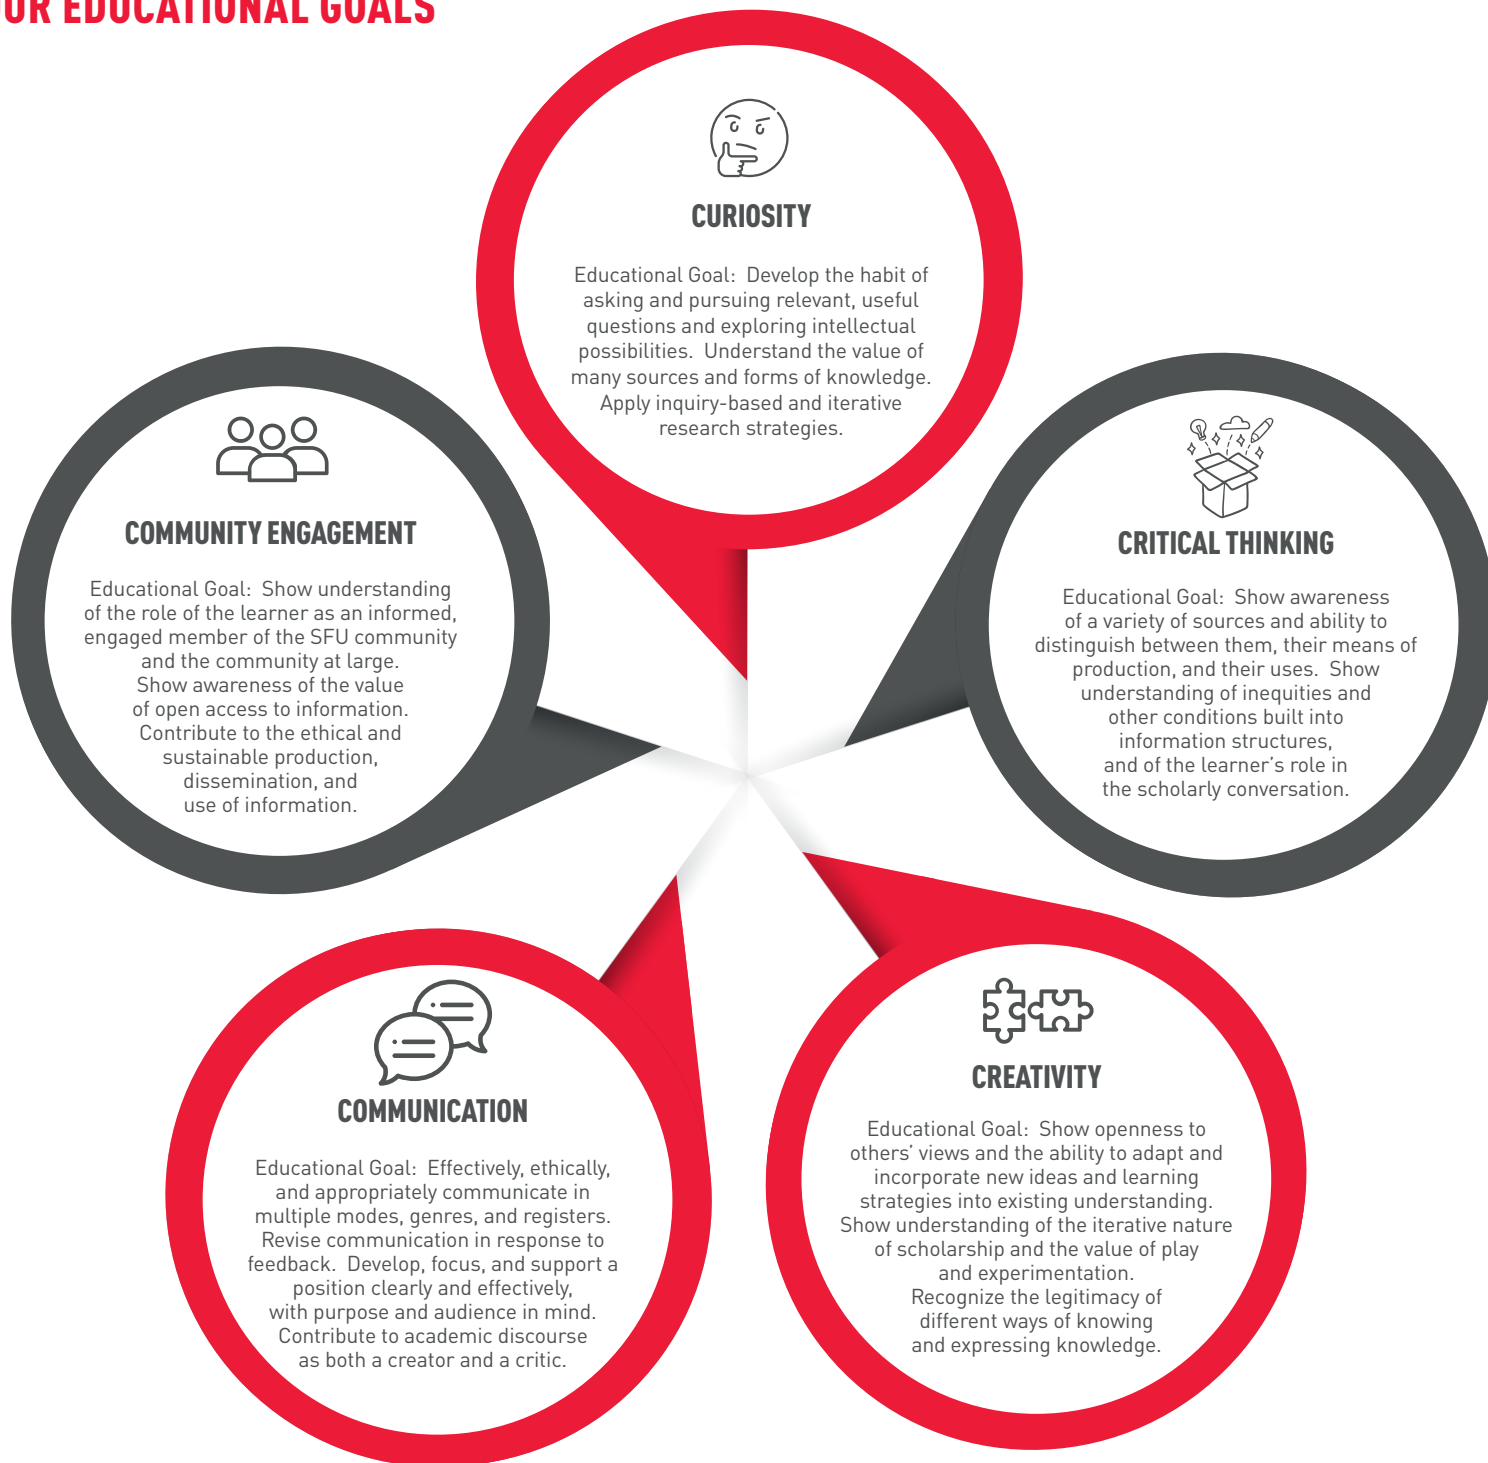 OUR EDUCATIONAL GOALS
CURIOSITY
Educational Goal: Develop the habit of
asking and pursuing relevant, useful
questions and exploring intellectual
possibilities. Understand the value of
many sources and forms of knowledge.
Apply inquiry-based and iterative
research strategies.
COMMUNITY ENGAGEMENT
Educational Goal: Show understanding
of the role of the learner as an informed,
engaged member of the SFU community
and the community at large.
Show awareness of the value
of open access to information.
Contribute to the ethical and
sustainable production,
dissemination, and
use of information.
CRITICAL THINKING
Educational Goal: Show awareness
of a variety of sources and ability to
distinguish between them, their means of
production, and their uses. Show
understanding of inequities and
other conditions built into
information structures,
and of the learner’s role in
the scholarly conversation.
COMMUNICATION
Educational Goal: Effectively, ethically,
and appropriately communicate in
multiple modes, genres, and registers.
Revise communication in response to
feedback. Develop, focus, and support a
position clearly and effectively,
with purpose and audience in mind.
Contribute to academic discourse
as both a creator and a critic.
CREATIVITY
Educational Goal: Show openness to
others’ views and the ability to adapt and
incorporate new ideas and learning
strategies into existing understanding.
Show understanding of the iterative nature
of scholarship and the value of play
and experimentation.
Recognize the legitimacy of
different ways of knowing
and expressing knowledge.